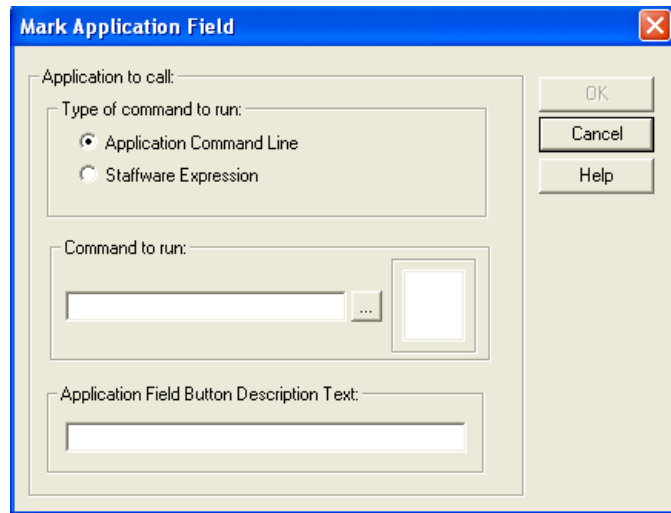 Mark Application Field
Application to call:
Type of command to run:
Application Command Line
Staffware Expression
Command to run:
...
Application Field Button Description Text:
OK
Cancel
Help